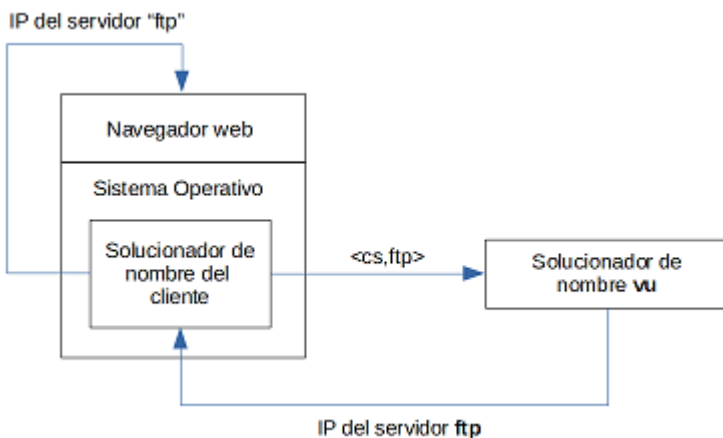 IP del servidor “ftp”
Navegador web
Sistema Operativo
Solucionador de
nombre del
cliente
<cs,ftp>
Solucionador de
nombre vu
IP del servidor ftp